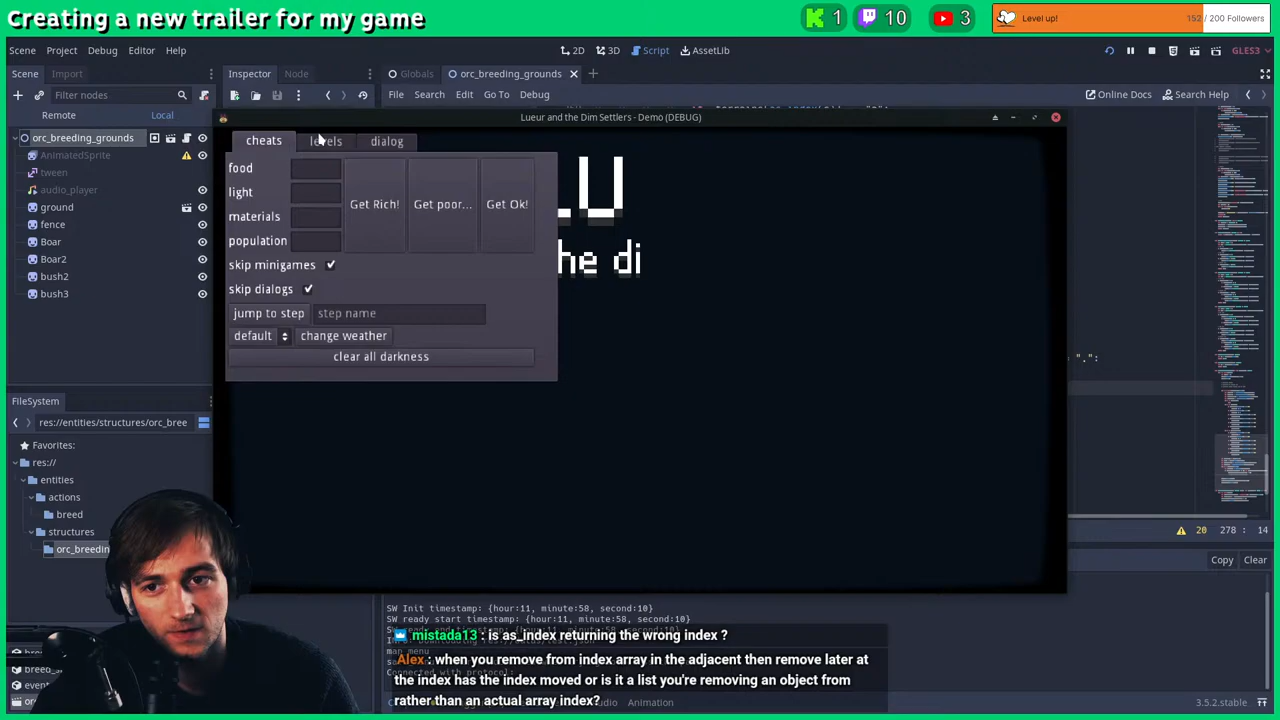 Creating a new trailer for my game
1
10
3
Level up!
152 / 200 Followers
Scene Project Debug Editor Help
2D 3D Script AssetLib
GLES3
Scene Import
Inspector Node
Globals orc_breeding_grounds
Filter nodes
File Search Edit Go To Debug
Online Docs Search Help
Remote Local
Lueur and the Dim Settlers - Demo (DEBUG)
orc_breeding_grounds
AnimatedSprite
tween
audio_player
ground
fence
Boar
Boar2
bush2
bush3
cheats levels dialog
food
light
materials
population
Get Rich! Get poor... Get Ok!
skip minigames
skip dialogs
jump to step step name
default change weather
clear all darkness
LU
he di
".":
FileSystem
res://entities/structures/orc_bree
Favorites:
res://
entities
actions
breed
structures
orc_breedin
20 278 : 14
Copy Clear
SW Init timestamp: {hour:11, minute:58, second:10}
SW ready start timestamp: {hour:11, minute:58, second:10}
mistada13 : is as_index returning the wrong index ?
Alex : when you remove from index array in the adjacent then remove later at
the index has the index moved or is it a list you're removing an object from
rather than an actual array index?
Animation
3.5.2.stable